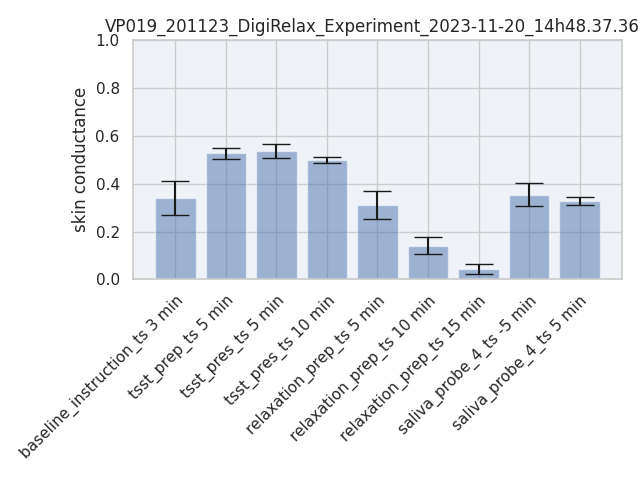 VP019_201123_DigiRelax_Experiment_2023-11-20_14h48.37.36
1.0
0.8
0.6
0.4
0.2
0.0
skin conductance
baseline_instruction_ts 3 min
tsst_prep_ts 5 min
tsst_pres_ts 5 min
tsst_pres_ts 10 min
relaxation_prep_ts 5 min
relaxation_prep_ts 10 min
relaxation_prep_ts 15 min
saliva_probe_4_ts -5 min
saliva_probe_4_ts 5 min